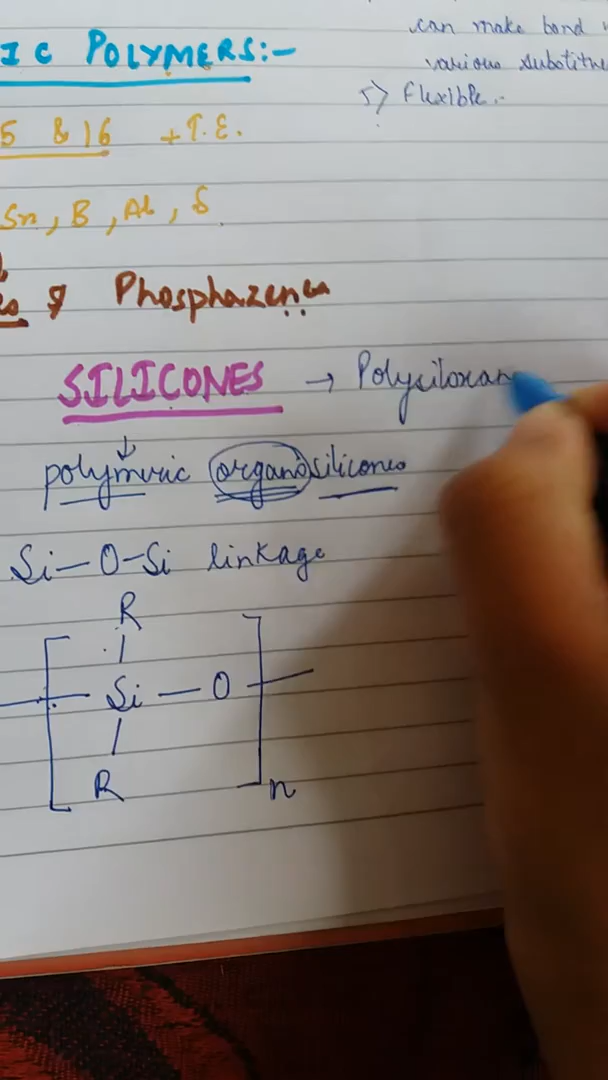 can make bond
various substitue
5) Flexible.-
IC POLYMERS:-
5 & 16 + T.E.
Sn, B, Al, S
& Phosphazenes
SILICONES → Polysiloxan
polymeric organosilicones
Si-O-Si linkage
R
Si - O
R
n